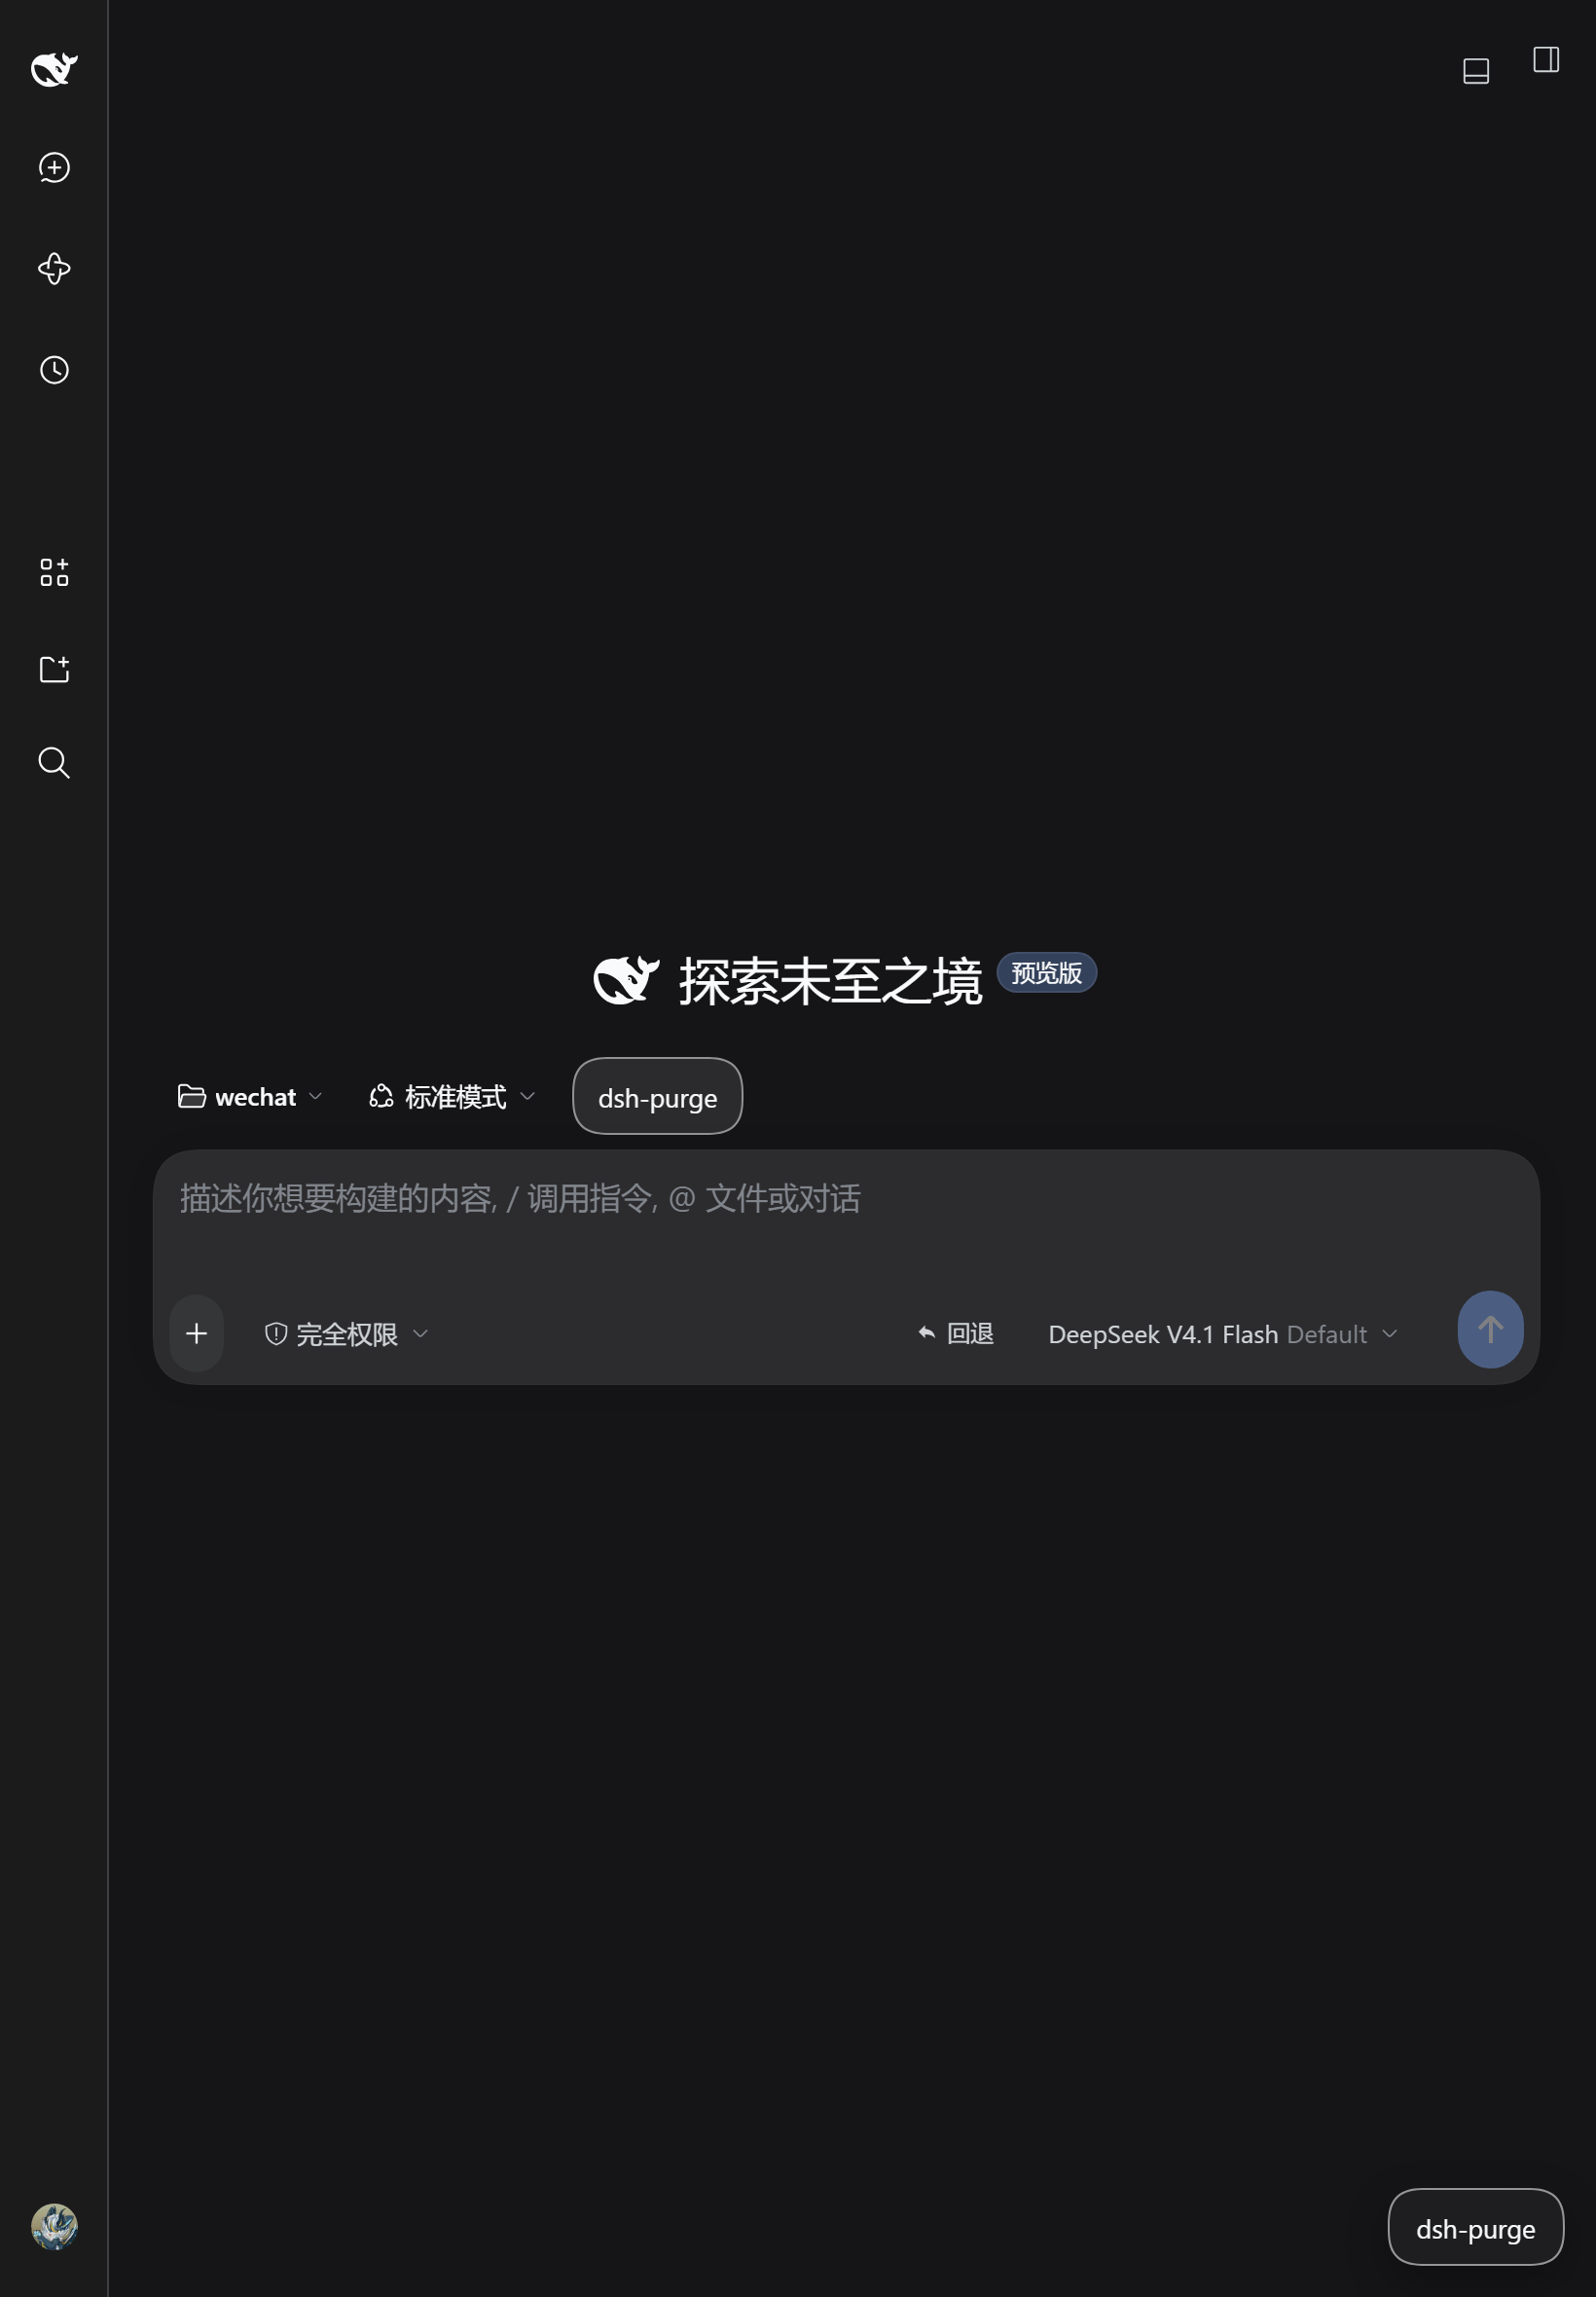 探索未至之境 预览版
wechat 标准模式 dsh-purge
描述你想要构建的内容, / 调用指令, @ 文件或对话
完全权限 回退 DeepSeek V4.1 Flash Default
dsh-purge